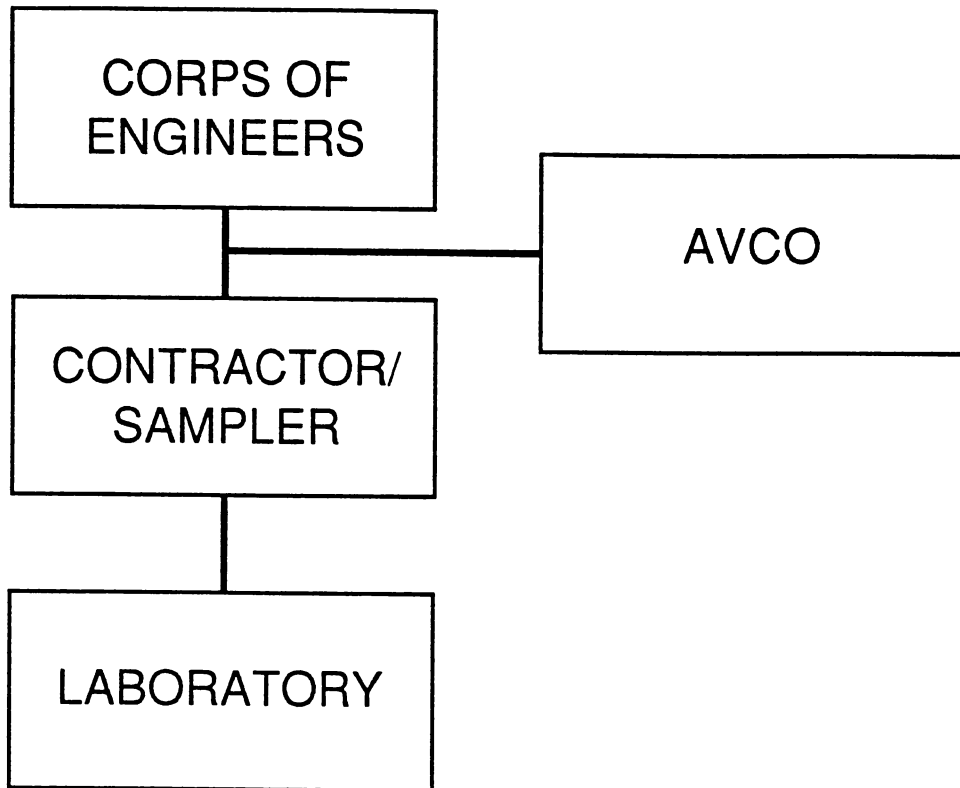 CORPS OF
ENGINEERS
AVCO
CONTRACTOR/
SAMPLER
LABORATORY